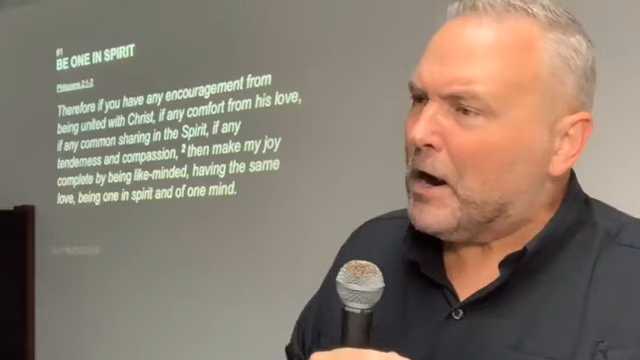 #1
BE ONE IN SPIRIT
Philippians 2:1-2
Therefore if you have any encouragement from
being united with Christ, if any comfort from his love,
if any common sharing in the Spirit, if any
tenderness and compassion, ² then make my joy
complete by being like-minded, having the same
love, being one in spirit and of one mind.